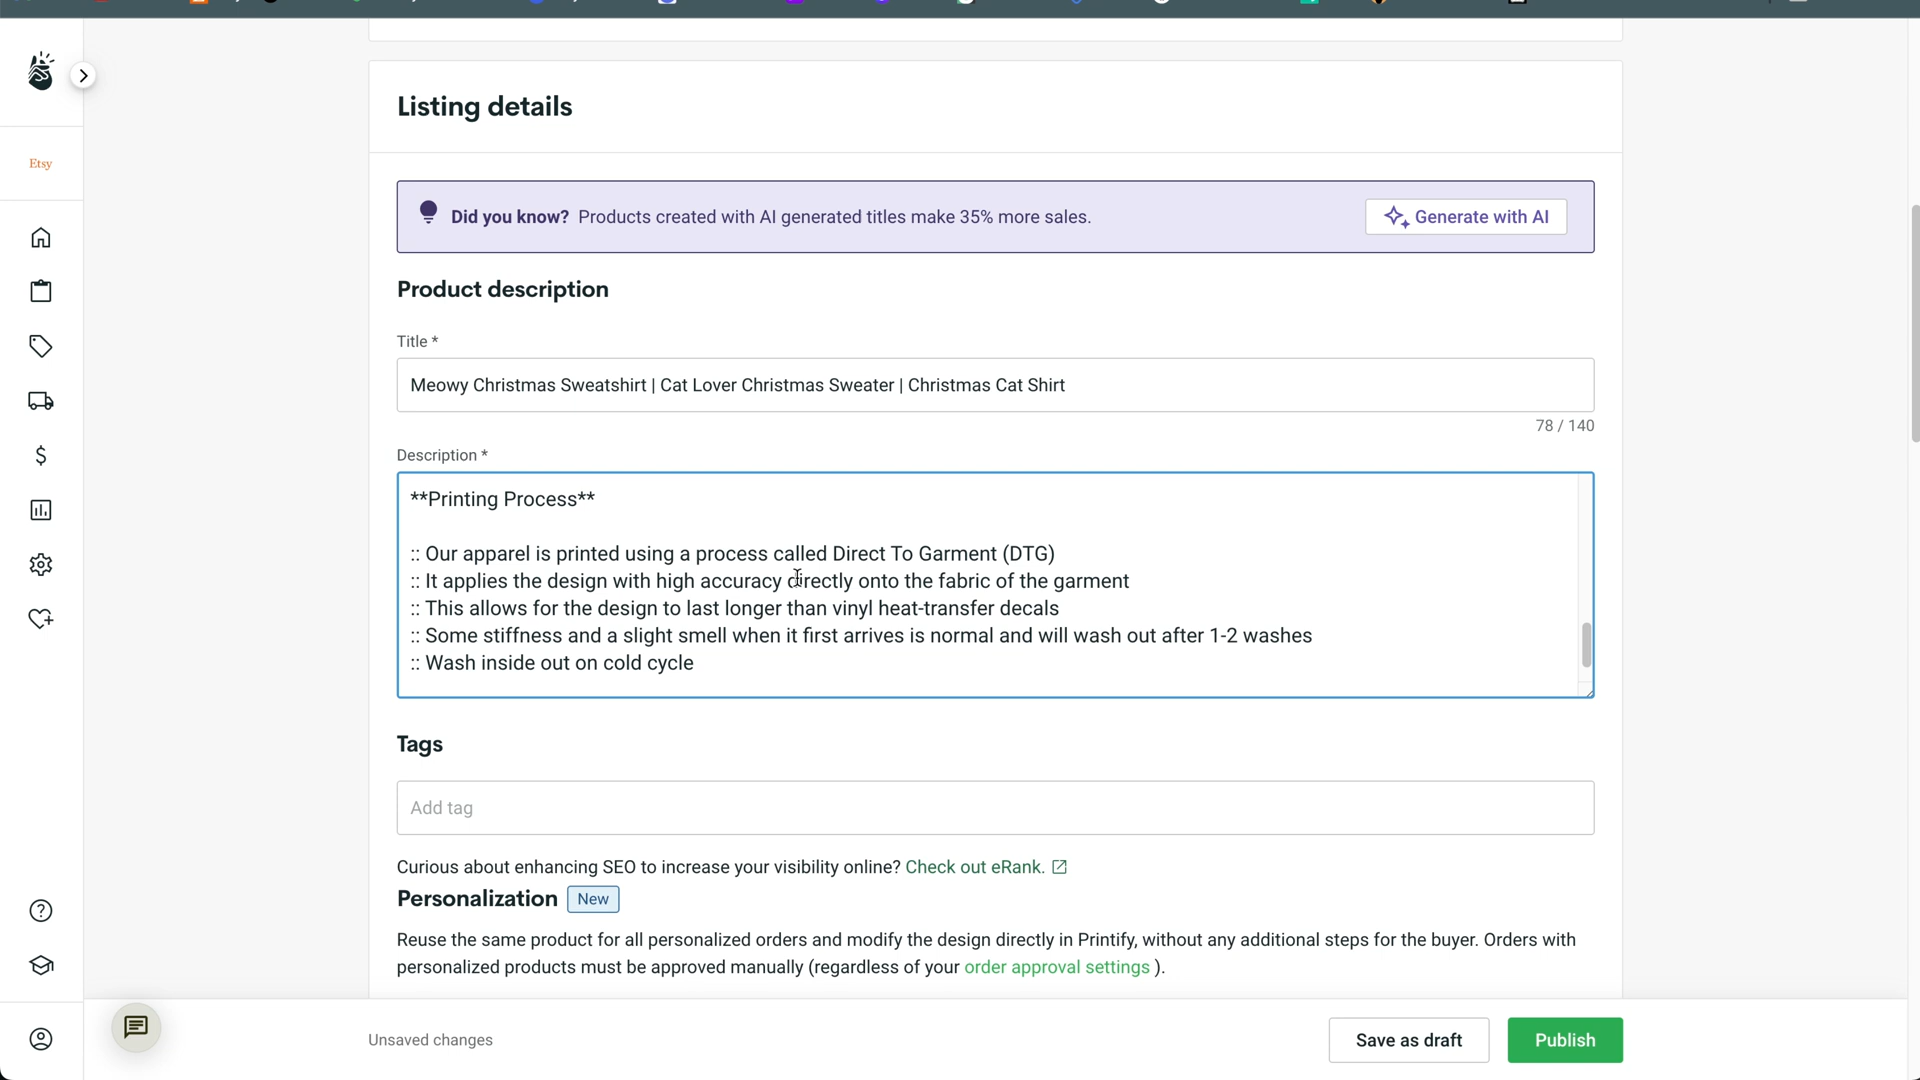 Etsy
Listing details
Did you know? Products created with AI generated titles make 35% more sales.
Generate with AI
Product description
Title *
Meowy Christmas Sweatshirt | Cat Lover Christmas Sweater | Christmas Cat Shirt
78 / 140
Description *
**Printing Process**
:: Our apparel is printed using a process called Direct To Garment (DTG)
:: It applies the design with high accuracy directly onto the fabric of the garment
:: This allows for the design to last longer than vinyl heat-transfer decals
:: Some stiffness and a slight smell when it first arrives is normal and will wash out after 1-2 washes
:: Wash inside out on cold cycle
Tags
Add tag
Curious about enhancing SEO to increase your visibility online? Check out eRank.
Personalization New
Reuse the same product for all personalized orders and modify the design directly in Printify, without any additional steps for the buyer. Orders with
personalized products must be approved manually (regardless of your order approval settings ).
Unsaved changes
Save as draft
Publish